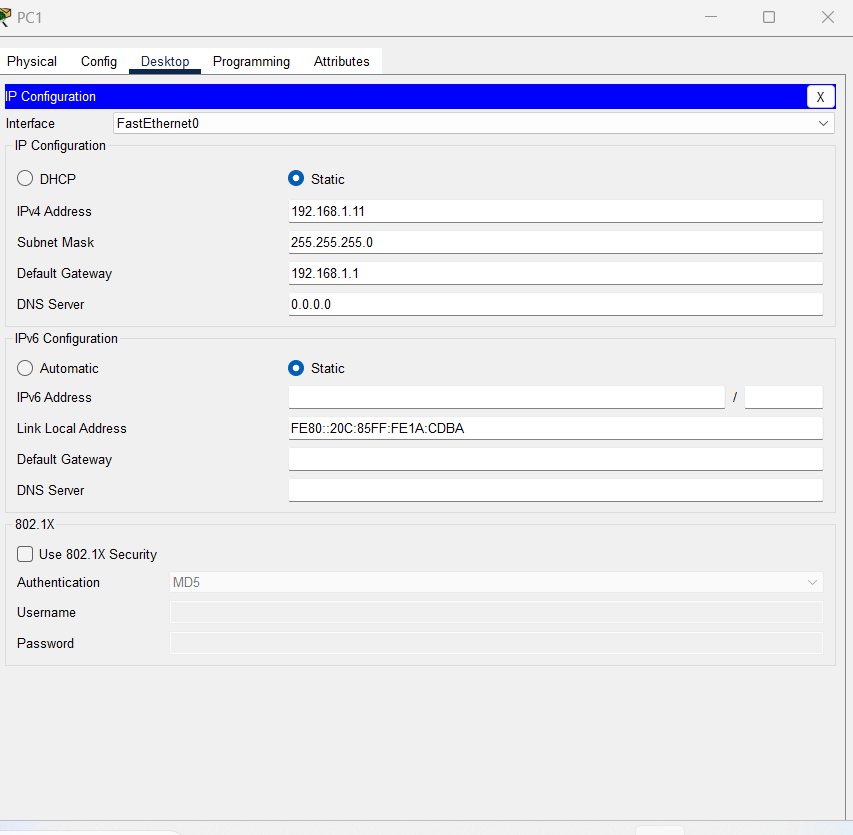 PC1
Physical Config Desktop Programming Attributes
IP Configuration X
Interface FastEthernet0
IP Configuration
DHCP Static
IPv4 Address 192.168.1.11
Subnet Mask 255.255.255.0
Default Gateway 192.168.1.1
DNS Server 0.0.0.0
IPv6 Configuration
Automatic Static
IPv6 Address /
Link Local Address FE80::20C:85FF:FE1A:CDBA
Default Gateway
DNS Server
802.1X
Use 802.1X Security
Authentication MD5
Username
Password